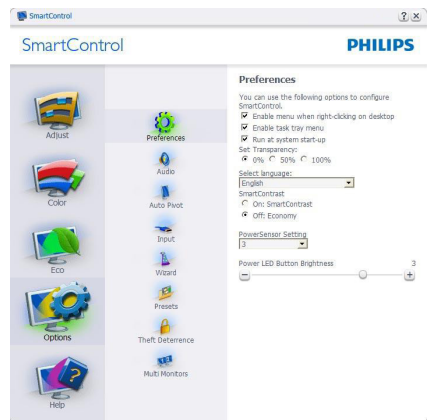 SmartControl
SmartControl
PHILIPS
Adjust
Color
Eco
Options
Help
Preferences
Audio
Auto Pivot
Input
Wizard
Presets
Theft Deterrence
Multi Monitors
Preferences
You can use the following options to configure
SmartControl.
Enable menu when right-clicking on desktop
Enable task tray menu
Run at system start-up
Set Transparency:
0% 50% 100%
Select language:
English
SmartContrast
On: SmartContrast
Off: Economy
PowerSensor Setting
3
Power LED Button Brightness 3